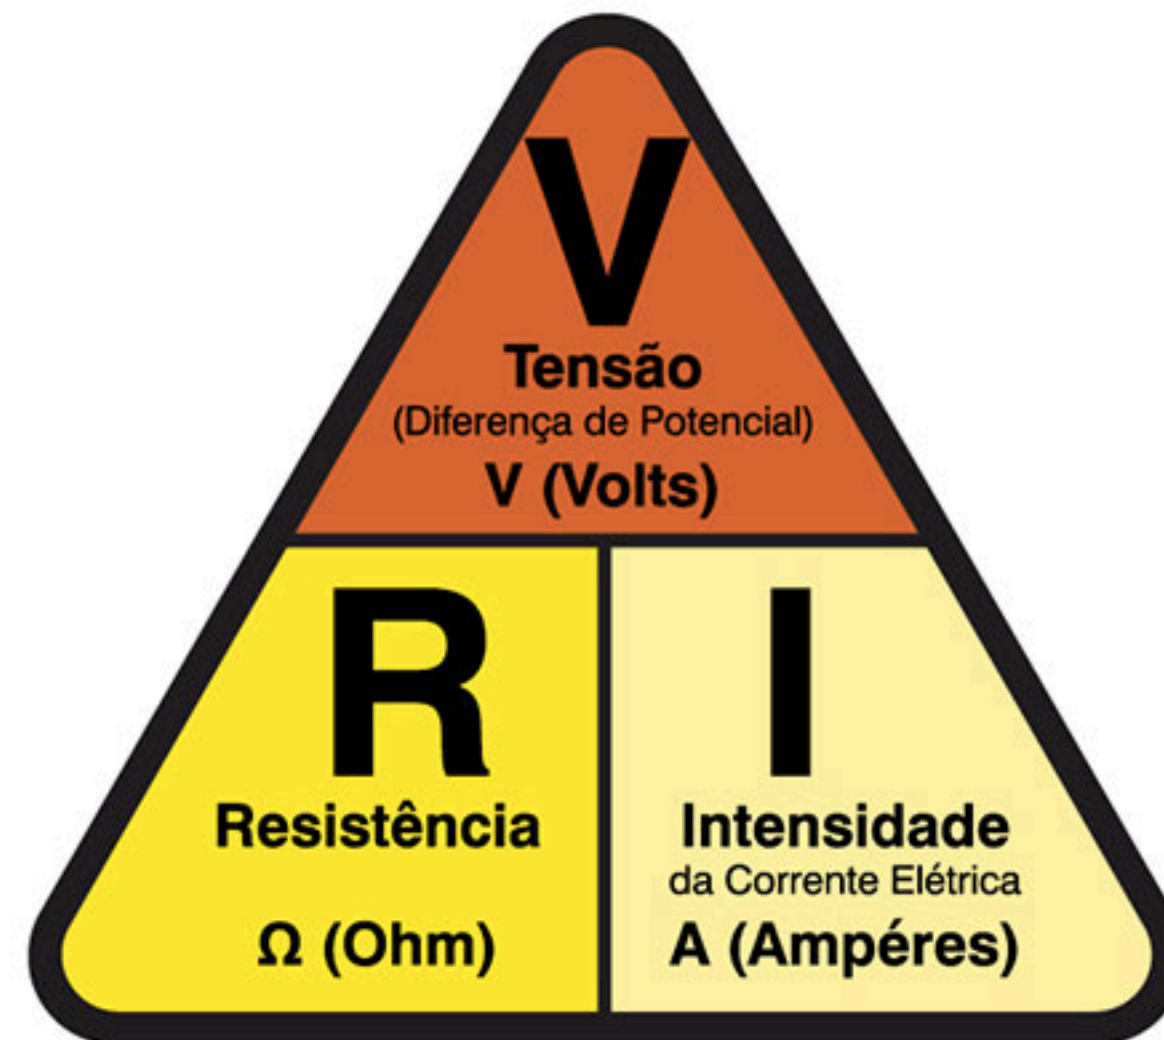 V
Tensão
(Diferença de Potencial)
V (Volts)
R
Resistência
Ω (Ohm)
I
Intensidade
da Corrente Elétrica
A (Ampéres)